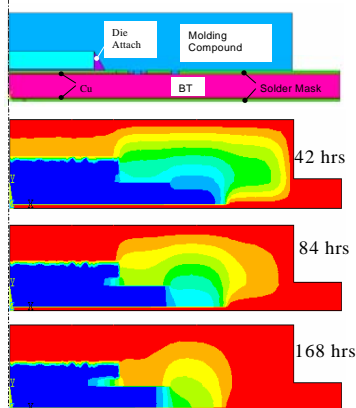 Die
Attach
Molding
Compound
Cu
BT
Solder Mask
42 hrs
84 hrs
168 hrs